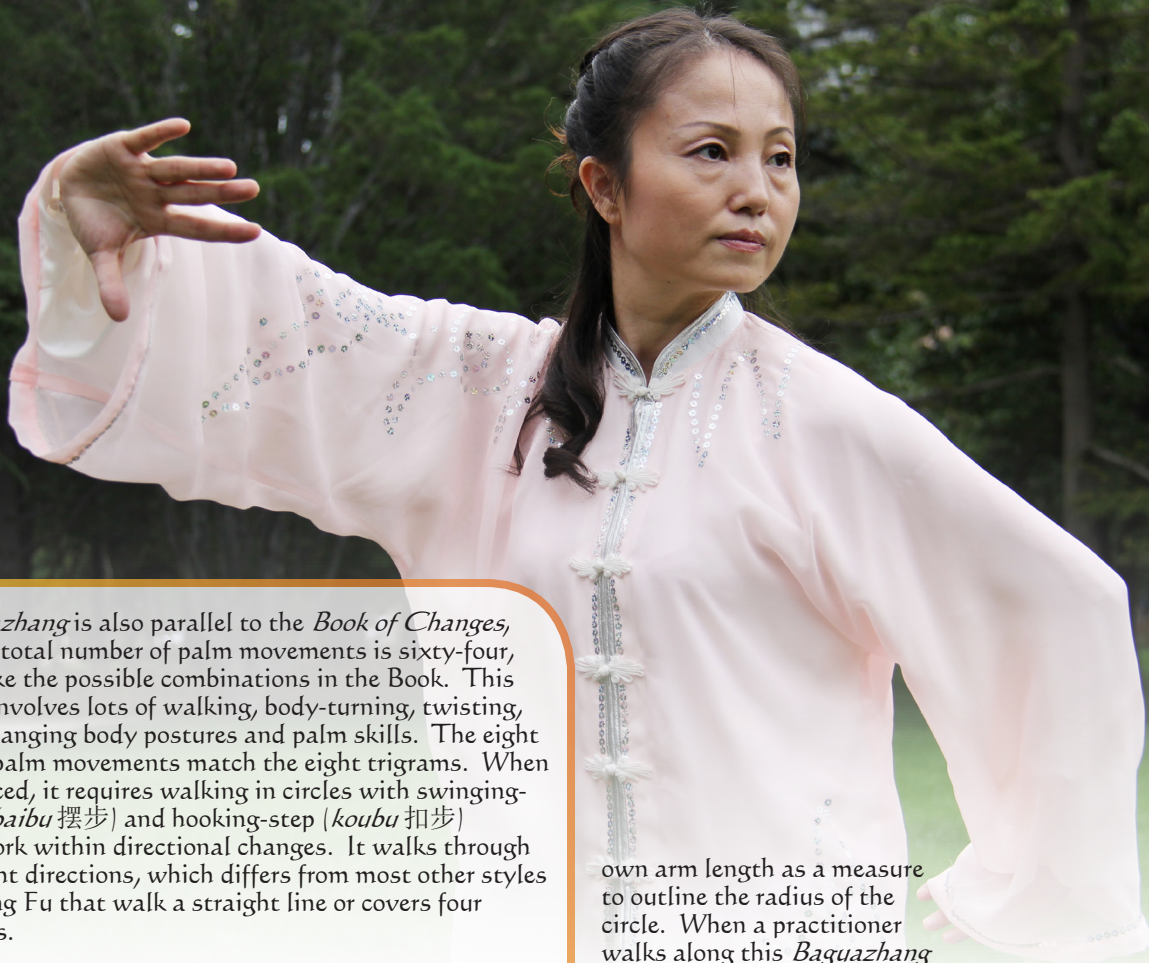 zhang is also parallel to the Book of Changes,
total number of palm movements is sixty-four,
ke the possible combinations in the Book. This
nvolves lots of walking, body-turning, twisting,
anging body postures and palm skills. The eight
palm movements match the eight trigrams. When
ced, it requires walking in circles with swinging-
baibu 摆步) and hooking-step (koubu 扣步)
ork within directional changes. It walks through
nt directions, which differs from most other styles
ng Fu that walk a straight line or covers four
s.
own arm length as a measure
to outline the radius of the
circle. When a practitioner
walks along this Baguazhang